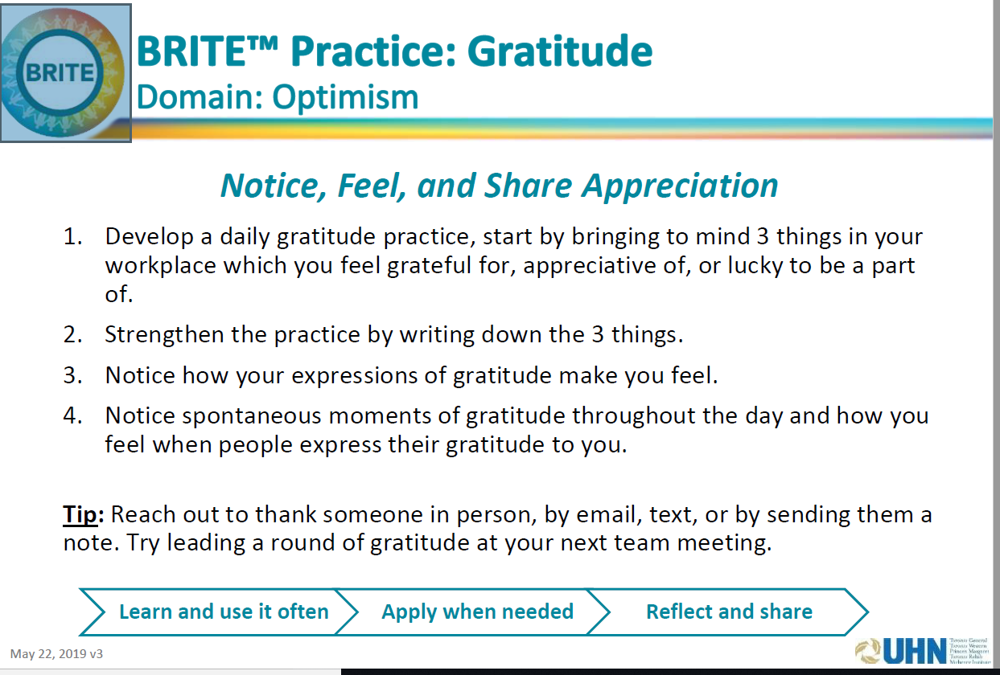 BRITE
BRITE™ Practice: Gratitude
Domain: Optimism
Notice, Feel, and Share Appreciation
1. Develop a daily gratitude practice, start by bringing to mind 3 things in your
workplace which you feel grateful for, appreciative of, or lucky to be a part
of.
2. Strengthen the practice by writing down the 3 things.
3. Notice how your expressions of gratitude make you feel.
4. Notice spontaneous moments of gratitude throughout the day and how you
feel when people express their gratitude to you.
Tip: Reach out to thank someone in person, by email, text, or by sending them a
note. Try leading a round of gratitude at your next team meeting.
Learn and use it often
Apply when needed
Reflect and share
May 22, 2019 v3
UHN
Toronto General
Toronto Western
Princess Margaret
Toronto Rehab
Michener Institute